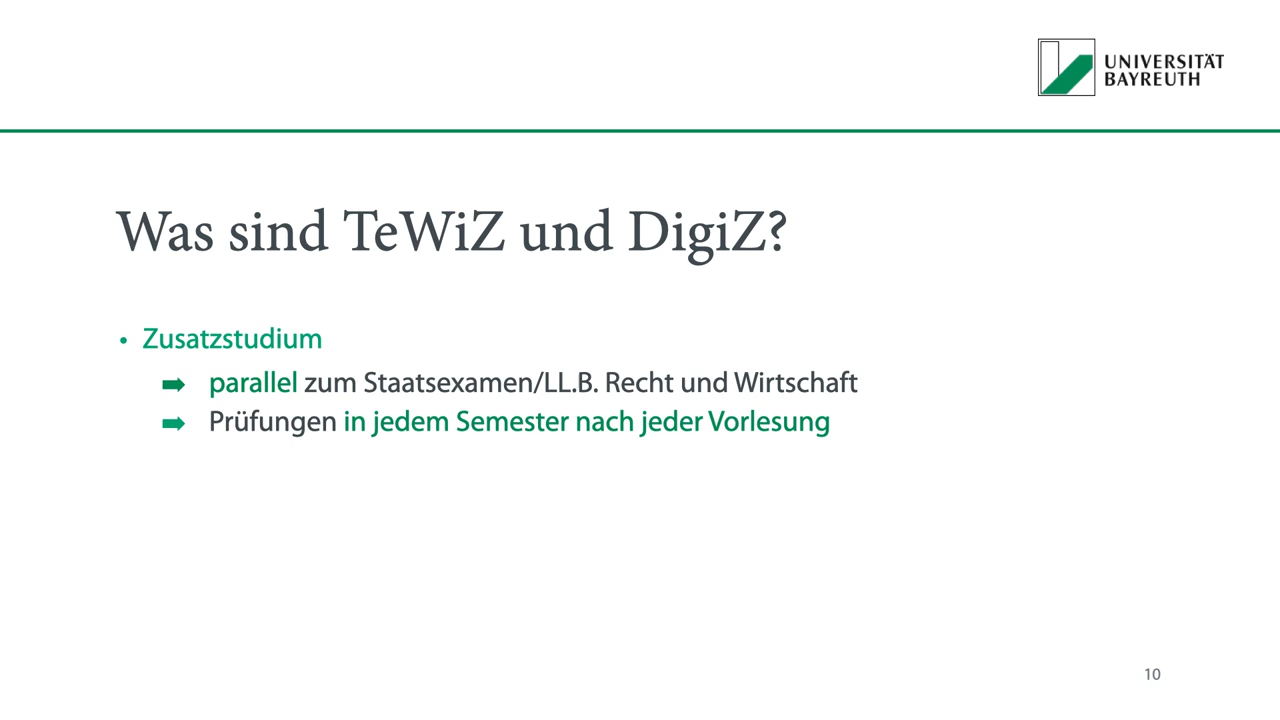 UNIVERSITÄT
BAYREUTH
Was sind TeWiZ und DigiZ?
• Zusatzstudium
➡ parallel zum Staatsexamen/LL.B. Recht und Wirtschaft
➡ Prüfungen in jedem Semester nach jeder Vorlesung
10